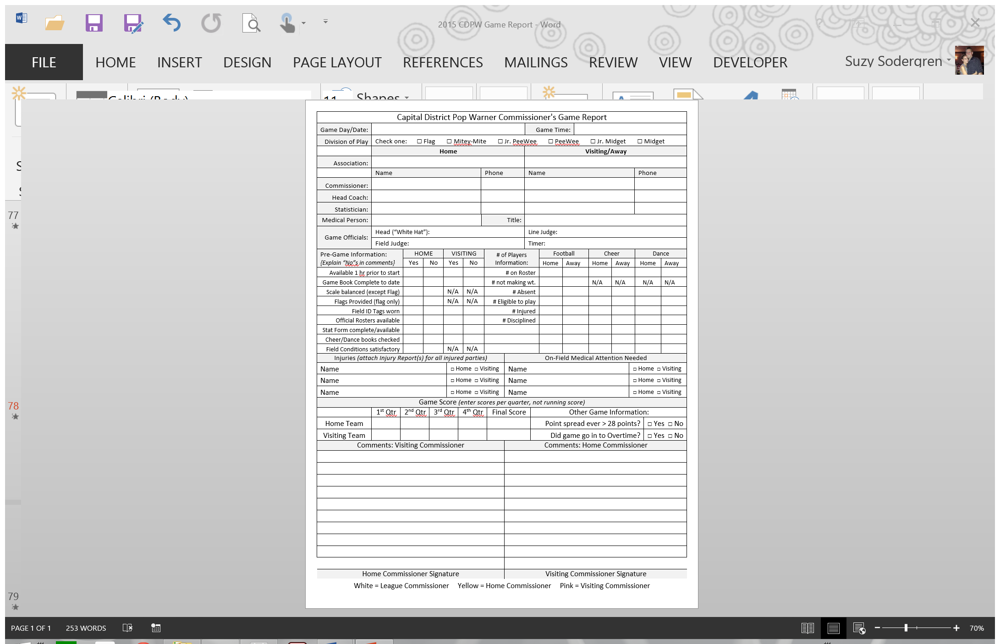 2015 CDPW Game Report - Word
FILE HOME INSERT DESIGN PAGE LAYOUT REFERENCES MAILINGS REVIEW VIEW DEVELOPER Suzy Sodergren
Calibri (Body) 11 Shapes
Capital District Pop Warner Commissioner's Game Report
Game Day/Date: Game Time:
Division of Play Check one: ☐ Flag ☐ Mitey-Mite ☐ Jr. PeeWee ☐ PeeWee ☐ Jr. Midget ☐ Midget
Home Visiting/Away
Association:
Name Phone Name Phone
Commissioner:
Head Coach:
Statistician:
Medical Person: Title:
Game Officials: Head (“White Hat”): Line Judge:
Field Judge: Timer:
Pre-Game Information: HOME VISITING # of Players Football Cheer Dance
{Explain “No”s in comments} Yes No Yes No Information: Home Away Home Away Home Away
Available 1 hr prior to start # on Roster
Game Book Complete to date # not making wt. N/A N/A N/A N/A
Scale balanced (except Flag) N/A N/A # Absent
Flags Provided (flag only) N/A N/A # Eligible to play
Field ID Tags worn # Injured
Official Rosters available # Disciplined
Stat Form complete/available
Cheer/Dance books checked
Field Conditions satisfactory N/A N/A
Injuries (attach Injury Report(s) for all injured parties) On-Field Medical Attention Needed
Name □ Home □ Visiting Name □ Home □ Visiting
Name □ Home □ Visiting Name □ Home □ Visiting
Name □ Home □ Visiting Name □ Home □ Visiting
Game Score (enter scores per quarter, not running score)
1st Qtr 2nd Qtr 3rd Qtr 4th Qtr Final Score Other Game Information:
Home Team Point spread ever > 28 points? □ Yes □ No
Visiting Team Did game go in to Overtime? □ Yes □ No
Comments: Visiting Commissioner Comments: Home Commissioner
Home Commissioner Signature Visiting Commissioner Signature
White = League Commissioner Yellow = Home Commissioner Pink = Visiting Commissioner
77
78
79
PAGE 1 OF 1 253 WORDS 70%